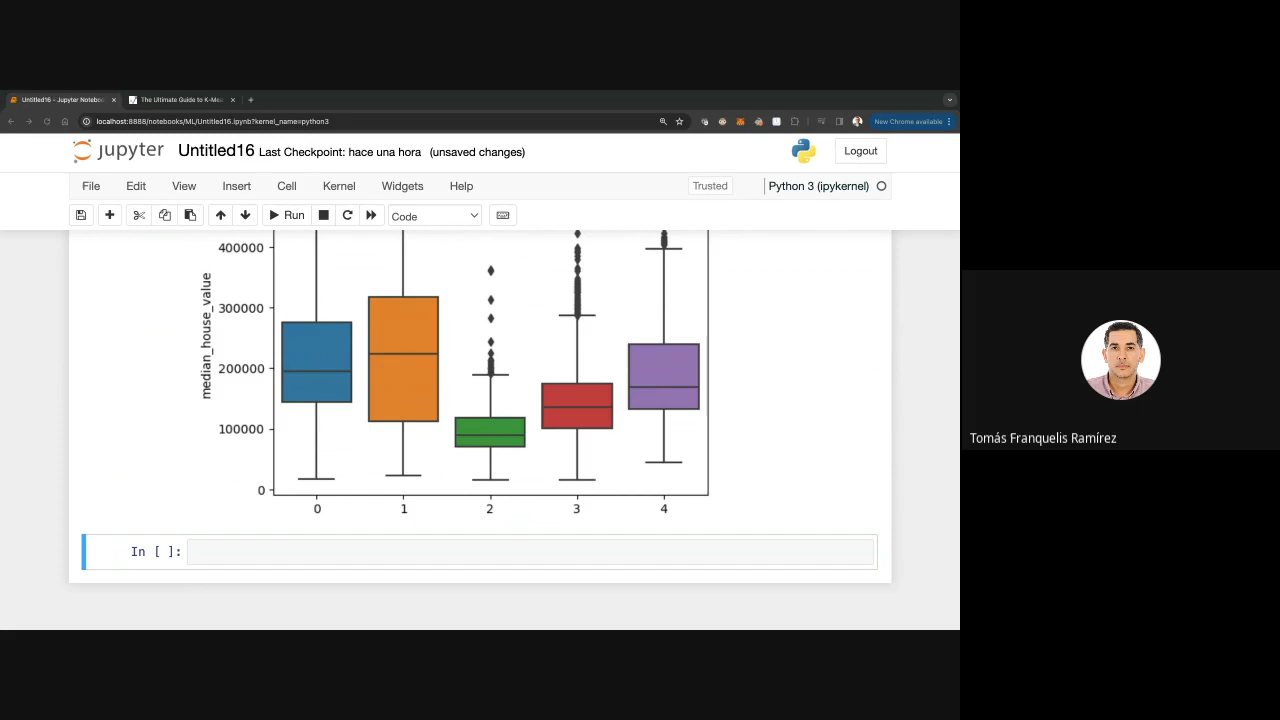 Untitled16 - Jupyter Noteboo
The Ultimate Guide to K-Mea
localhost:8888/notebooks/ML/Untitled16.ipynb?kernel_name=python3
New Chrome available
jupyter Untitled16 Last Checkpoint: hace una hora (unsaved changes)
Logout
File Edit View Insert Cell Kernel Widgets Help
Trusted
Python 3 (ipykernel)
Run
Code
median_house_value
400000
300000
200000
100000
0
0 1 2 3 4
In [ ]:
Tomás Franquelis Ramírez